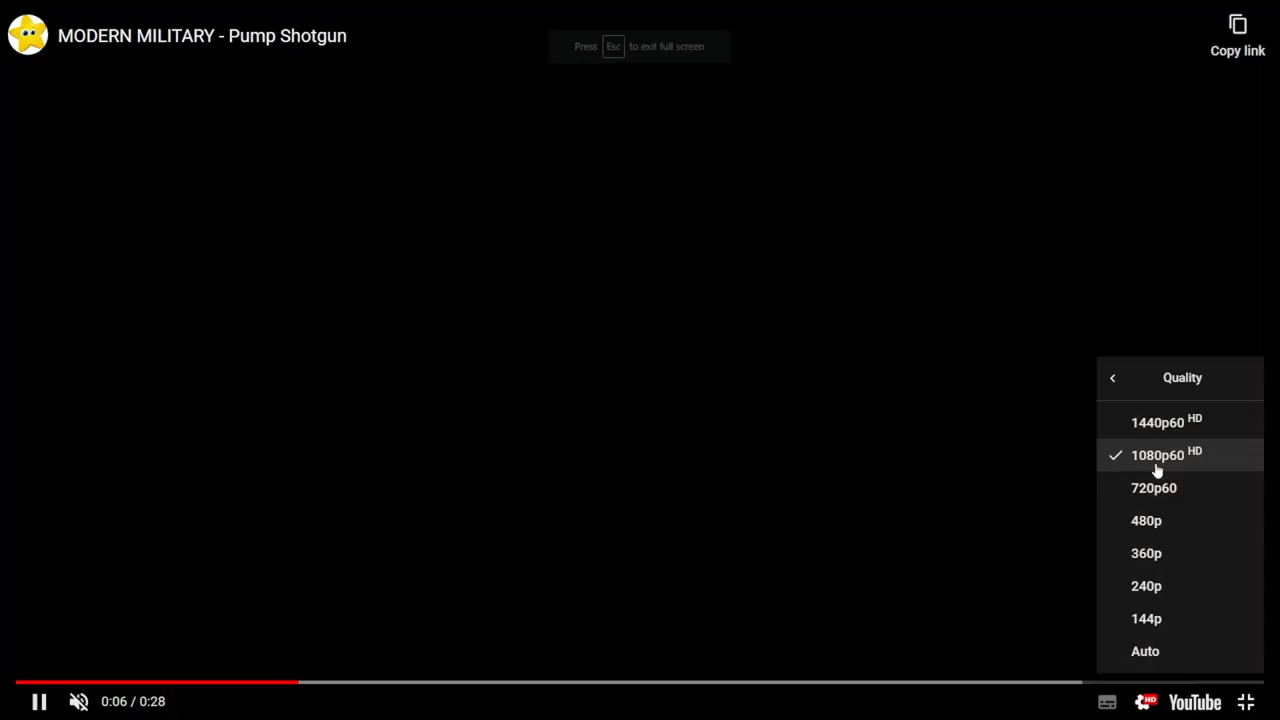 MODERN MILITARY - Pump Shotgun
Press Esc to exit full screen
Copy link
Quality
1440p60 HD
1080p60 HD
720p60
480p
360p
240p
144p
Auto
0:06 / 0:28
HD
YouTube